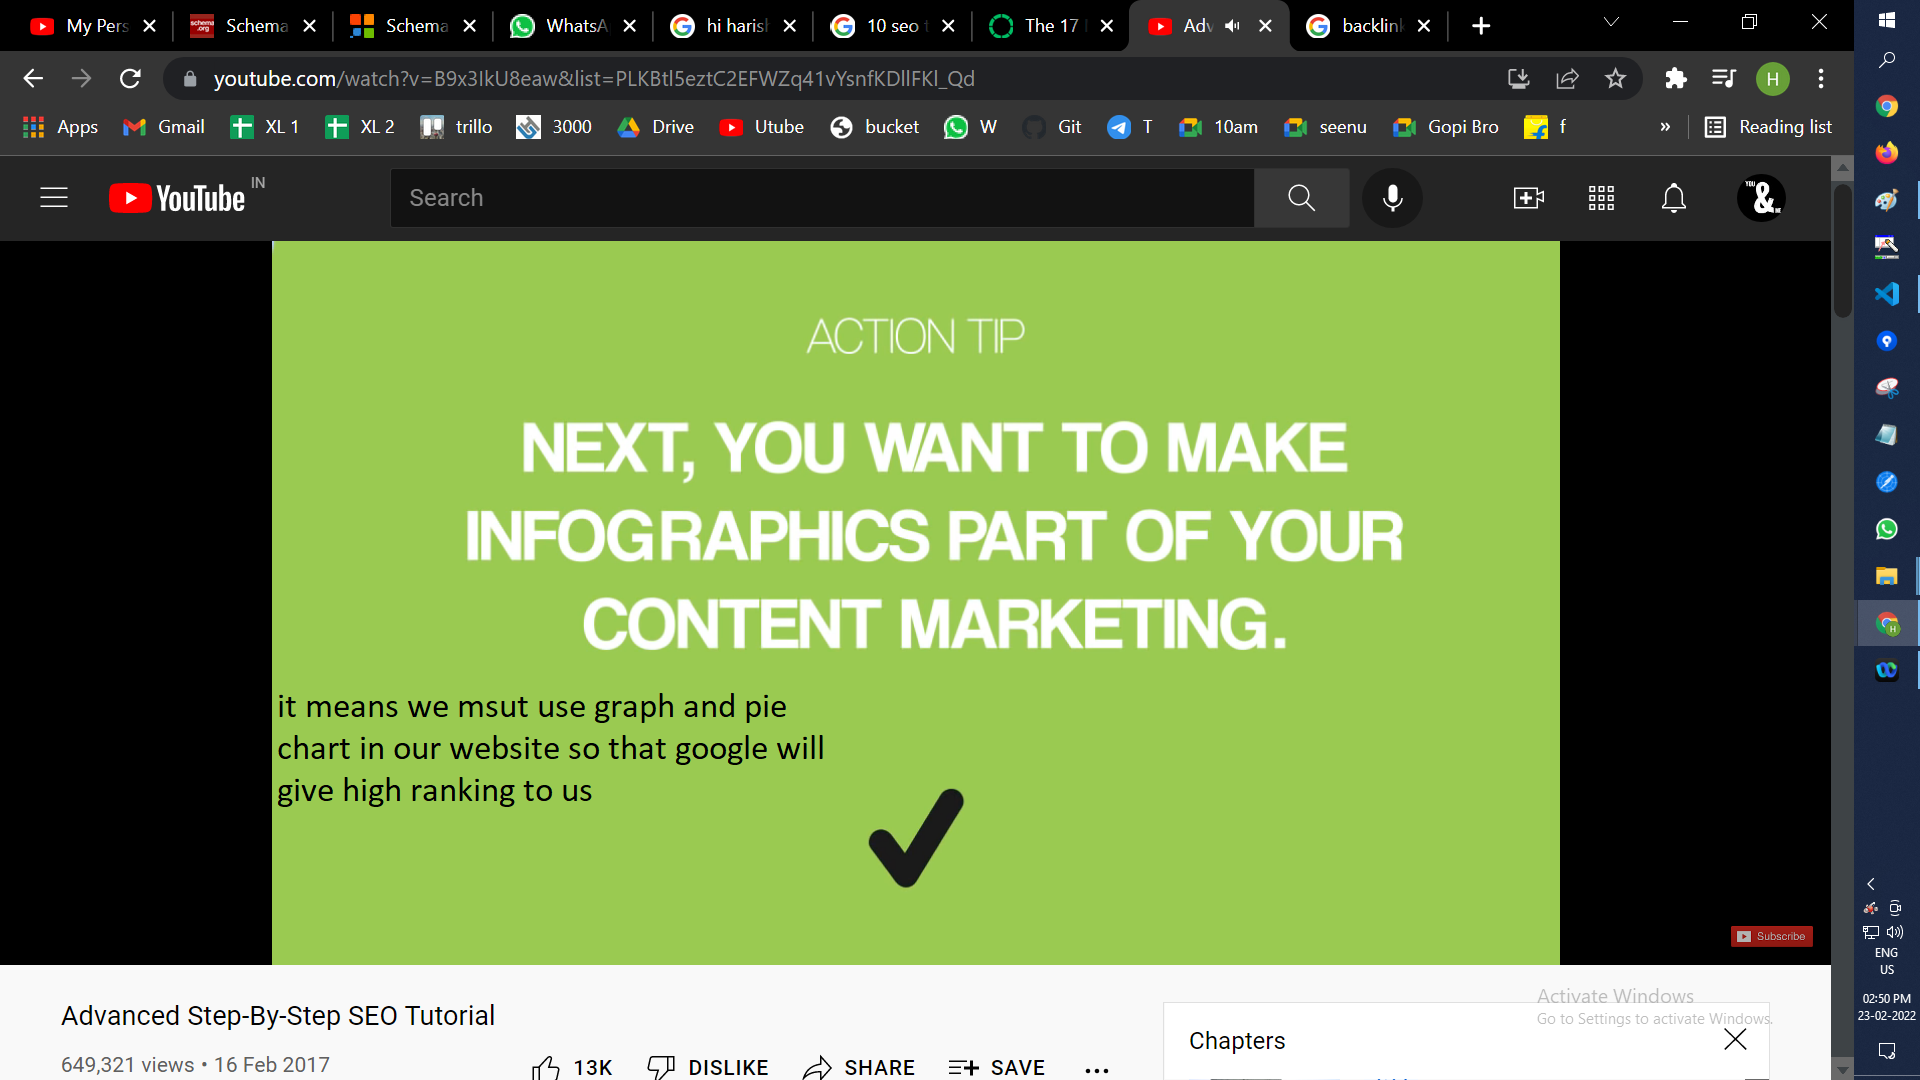 My Pers
Schema
Schema
WhatsA
hi harish
10 seo t
The 17
Adv
backlink
youtube.com/watch?v=B9x3IkU8eaw&list=PLKBtl5eztC2EFWZq41vYsnfKDllFKl_Qd
H
Apps
Gmail
XL 1
XL 2
trillo
3000
Drive
Utube
bucket
W
Git
T
10am
seenu
Gopi Bro
f
»
Reading list
YouTube IN
Search
ACTION TIP
NEXT, YOU WANT TO MAKE
INFOGRAPHICS PART OF YOUR
CONTENT MARKETING.
it means we msut use graph and pie
chart in our website so that google will
give high ranking to us
Subscribe
Advanced Step-By-Step SEO Tutorial
649,321 views • 16 Feb 2017
13K
DISLIKE
SHARE
SAVE
Chapters
Activate Windows
Go to Settings to activate Windows.
ENG
US
02:50 PM
23-02-2022